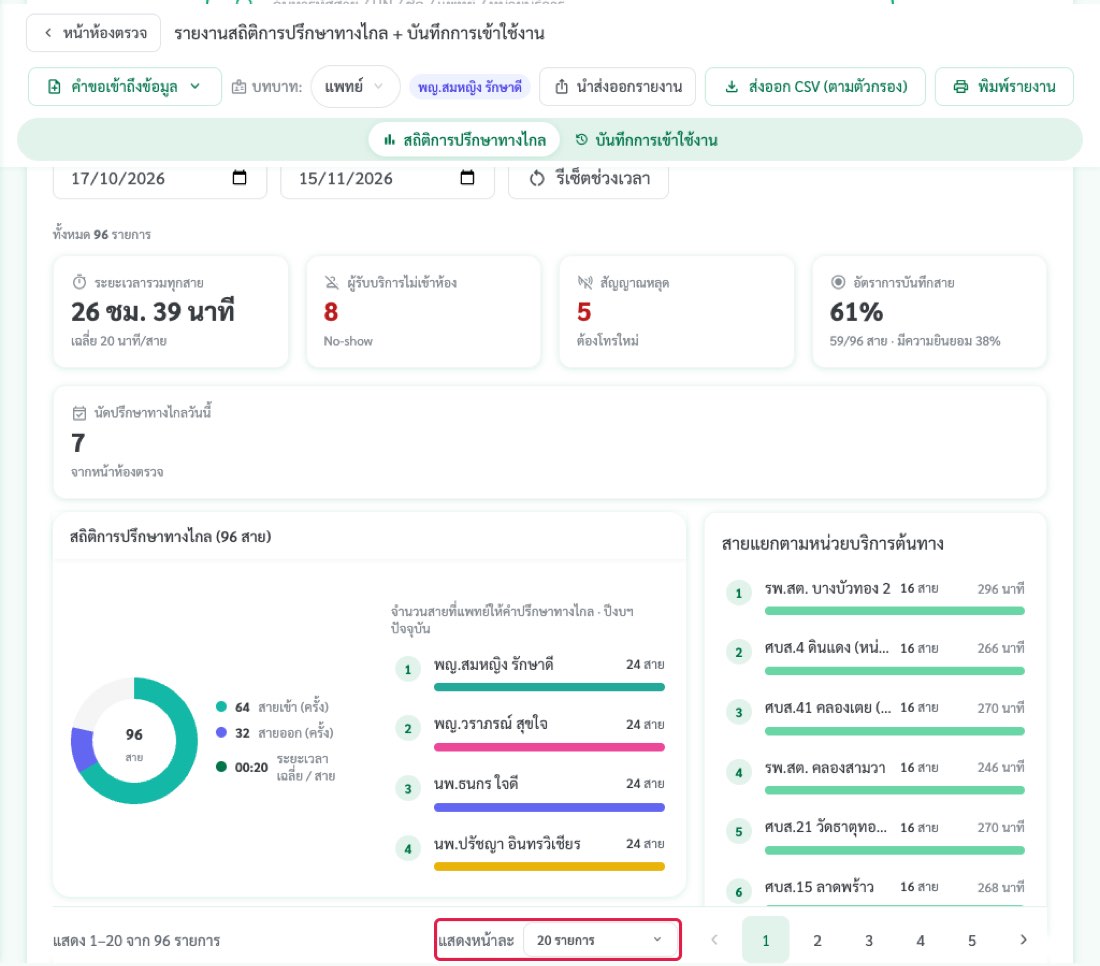 หน้าห้องตรวจ
รายงานสถิติการปรึกษาทางไกล + บันทึกการเข้าใช้งาน
คำขอเข้าถึงข้อมูล
บทบาท:
แพทย์
พญ.สมหญิง รักษาดี
นำส่งออกรายงาน
ส่งออก CSV (ตามตัวกรอง)
พิมพ์รายงาน
สถิติการปรึกษาทางไกล
บันทึกการเข้าใช้งาน
17/10/2026
15/11/2026
รีเซ็ตช่วงเวลา
ทั้งหมด 96 รายการ
ระยะเวลารวมทุกสาย
26 ชม. 39 นาที
เฉลี่ย 20 นาที/สาย
ผู้รับบริการไม่เข้าห้อง
8
No-show
สัญญาณหลุด
5
ต้องโทรใหม่
อัตราการบันทึกสาย
61%
59/96 สาย · มีความยินยอม 38%
นัดปรึกษาทางไกลวันนี้
7
จากหน้าห้องตรวจ
สถิติการปรึกษาทางไกล (96 สาย)
96
สาย
64 สายเข้า (ครั้ง)
32 สายออก (ครั้ง)
00:20 ระยะเวลา
เฉลี่ย / สาย
จำนวนสายที่แพทย์ให้คำปรึกษาทางไกล · ปีงบฯ
ปัจจุบัน
1 พญ.สมหญิง รักษาดี 24 สาย
2 พญ.วราภรณ์ สุขใจ 24 สาย
3 นพ.ธนกร ใจดี 24 สาย
4 นพ.ปรัชญา อินทรวิเชียร 24 สาย
สายแยกตามหน่วยบริการต้นทาง
1 รพ.สต. บางบัวทอง 2 16 สาย 296 นาที
2 ศบส.4 ดินแดง (หน่... 16 สาย 266 นาที
3 ศบส.41 คลองเตย (... 16 สาย 270 นาที
4 รพ.สต. คลองสามวา 16 สาย 246 นาที
5 ศบส.21 วัดธาตุทอ... 16 สาย 270 นาที
6 ศบส.15 ลาดพร้าว 16 สาย 268 นาที
แสดง 1–20 จาก 96 รายการ
แสดงหน้าละ
20 รายการ
1 2 3 4 5